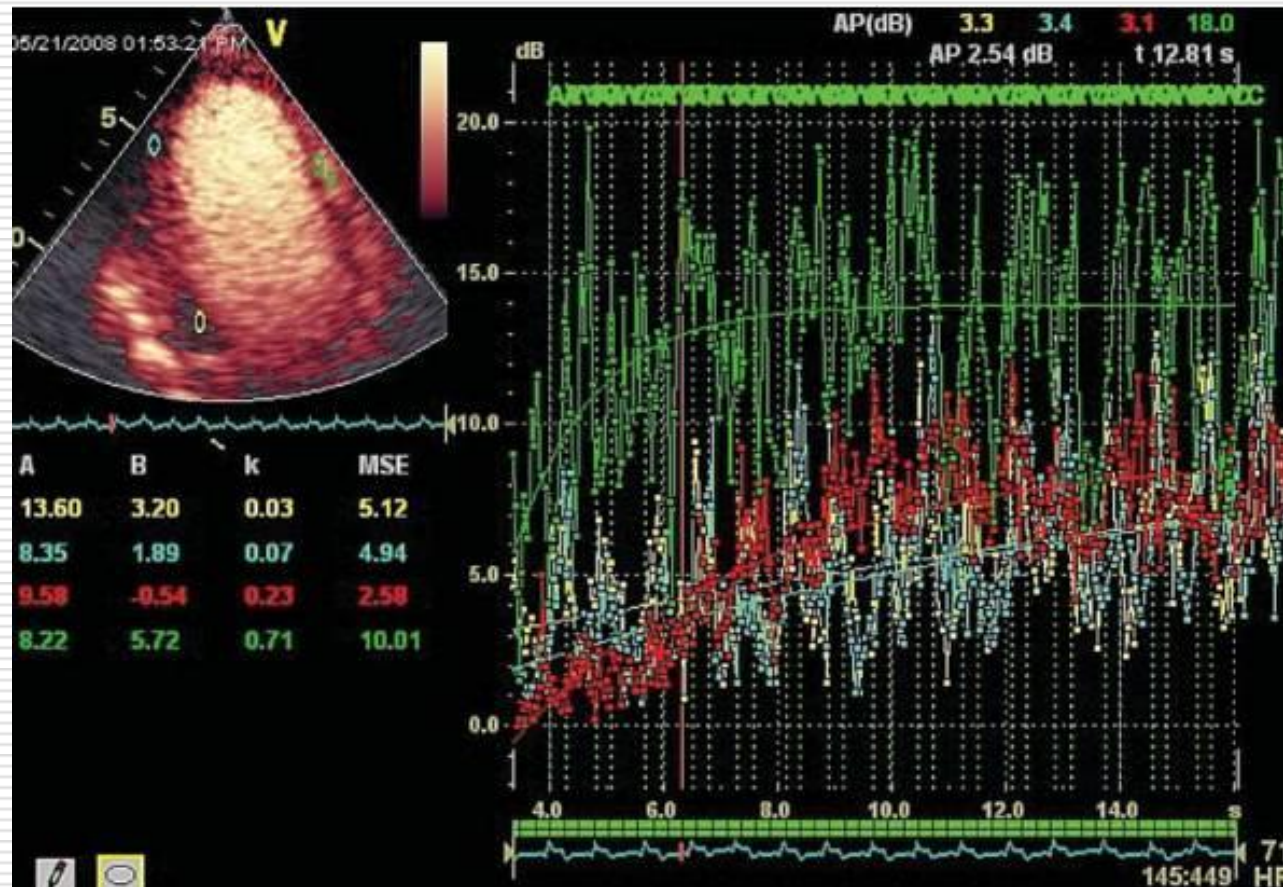 05/21/2008 01:53:21 PM
V
5
0
A B k MSE
13.60 3.20 0.03 5.12
8.35 1.89 0.07 4.94
9.58 -0.54 0.23 2.58
8.22 5.72 0.71 10.01
AP(dB) 3.3 3.4 3.1 18.0
AP 2.54 dB t 12.81 s
dB
20.0
15.0
10.0
5.0
0.0
4.0 6.0 8.0 10.0 12.0 14.0 s
145:449